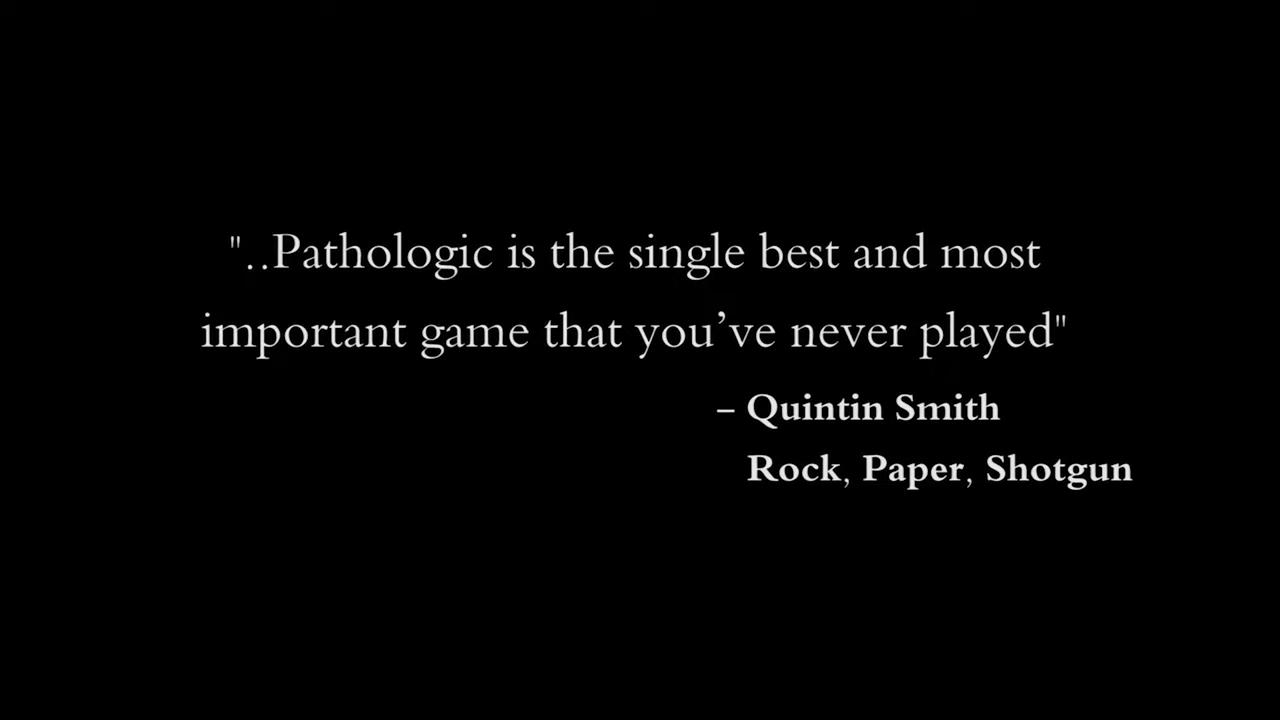 "..Pathologic is the single best and most
important game that you’ve never played"
– Quintin Smith
Rock, Paper, Shotgun